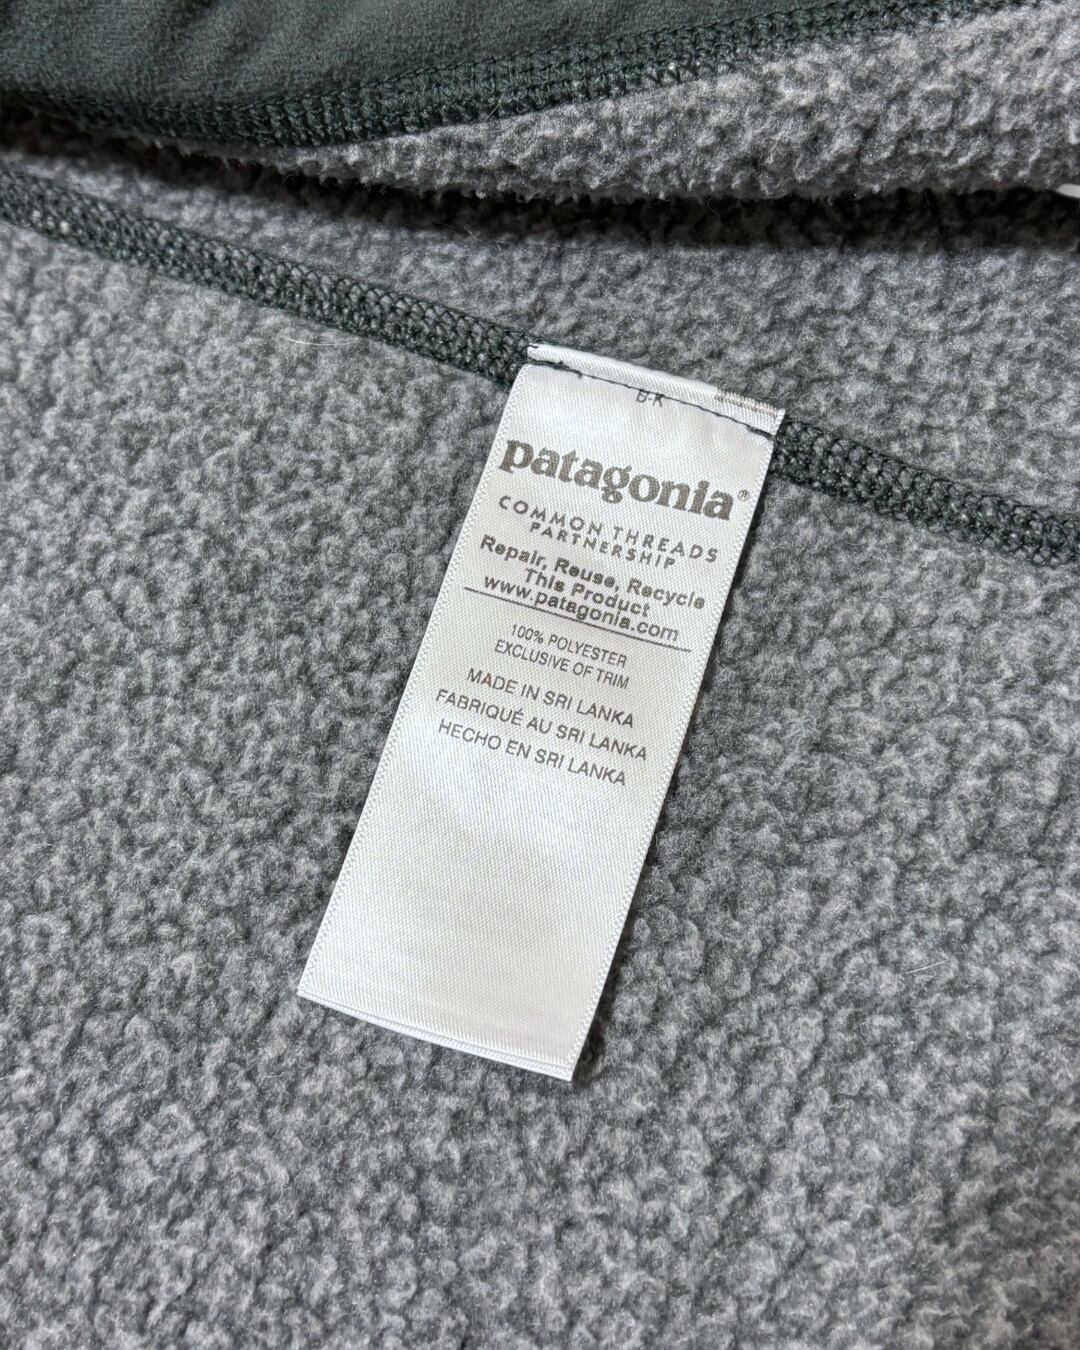 patagonia®
COMMON THREADS
PARTNERSHIP
Repair, Reuse, Recycle
This Product
www.patagonia.com
100% POLYESTER
EXCLUSIVE OF TRIM
MADE IN SRI LANKA
FABRIQUÉ AU SRI LANKA
HECHO EN SRI LANKA